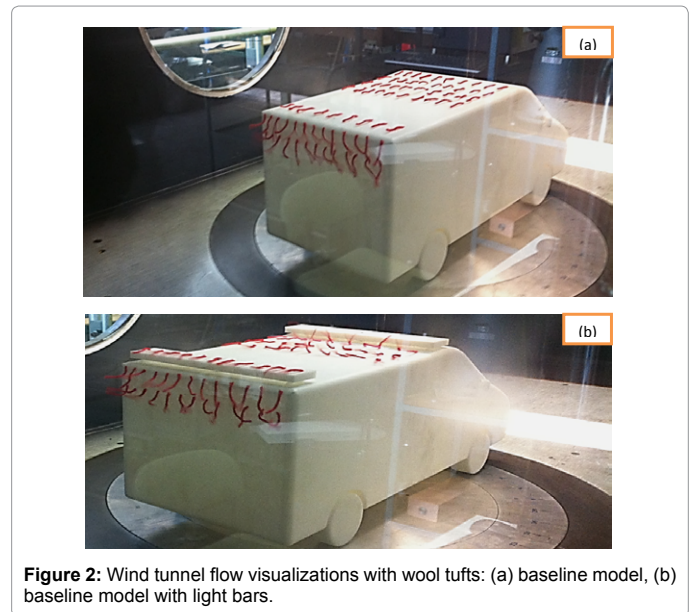 (a)
(b)
Figure 2: Wind tunnel flow visualizations with wool tufts: (a) baseline model, (b)
baseline model with light bars.